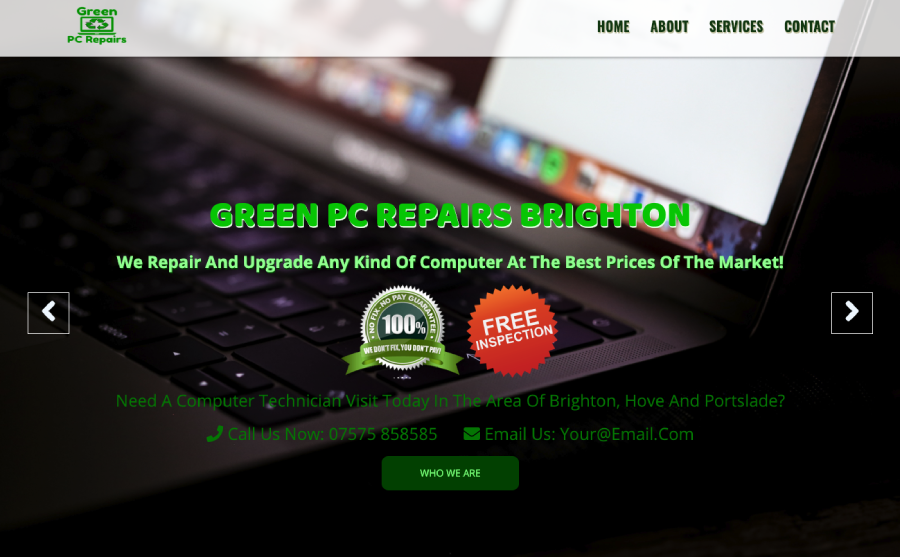 Green
PC Repairs
HOME ABOUT SERVICES CONTACT
GREEN PC REPAIRS BRIGHTON
We Repair And Upgrade Any Kind Of Computer At The Best Prices Of The Market!
NO FIX - NO PAY GUARANTEE
100%
WE DON'T FIX, YOU DON'T PAY!
FREE
INSPECTION
Need A Computer Technician Visit Today In The Area Of Brighton, Hove And Portslade?
Call Us Now: 07575 858585 Email Us: Your@Email.Com
WHO WE ARE